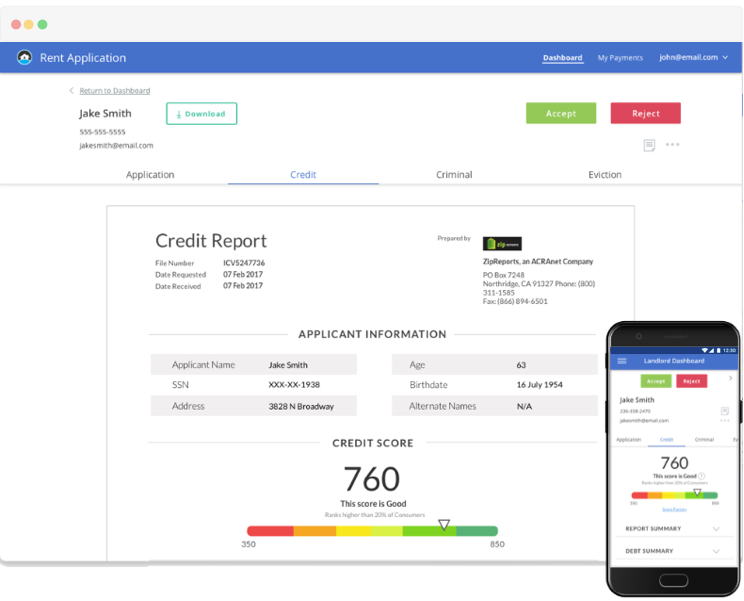 Rent Application
Dashboard My Payments john@email.com
Return to Dashboard
Jake Smith Download Accept Reject
555-555-5555
jakesmith@email.com
Application Credit Criminal Eviction
Credit Report
File Number ICV5247736
Date Requested 07 Feb 2017
Date Received 07 Feb 2017
Prepared by zip
ZipReports, an ACRAnet Company
PO Box 7248
Northridge, CA 91327 Phone: (800)
311-1585
Fax: (866) 894-6501
APPLICANT INFORMATION
Applicant Name Jake Smith Age 63
SSN XXX-XX-1938 Birthdate 16 July 1954
Address 3828 N Broadway Alternate Names N/A
CREDIT SCORE
760
This score is Good
Ranks higher than 20% of Consumers
350 850
12:30
Landlord Dashboard
Accept Reject
Jake Smith
236-358-2470
jakesmith@email.com
Application Credit Criminal Ev
760
This score is Good ?
Ranks higher than 20% of Consumers
350 850
Score Factors
REPORT SUMMARY
DEBT SUMMARY